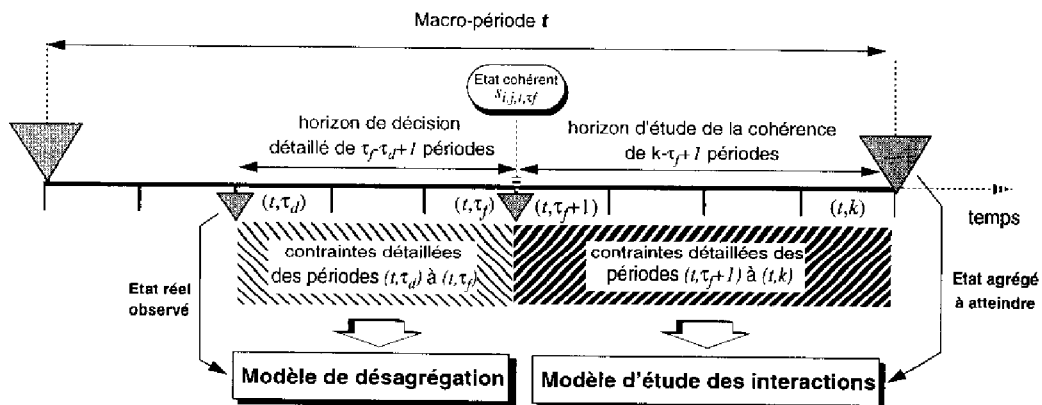 Macro-période t
Etat cohérent
s i,j,t,τf
horizon de décision
détaillé de τf-τd+1 périodes
horizon d'étude de la cohérence
de k-τf+1 périodes
(t,τd)
(t,τf)
(t,τf+1)
(t,k)
temps
contraintes détaillées
des périodes (t,τd) à (t,τf)
contraintes détaillées des
périodes (t,τf+1) à (t,k)
Etat réel
observé
Etat agrégé
à atteindre
Modèle de désagrégation
Modèle d'étude des interactions